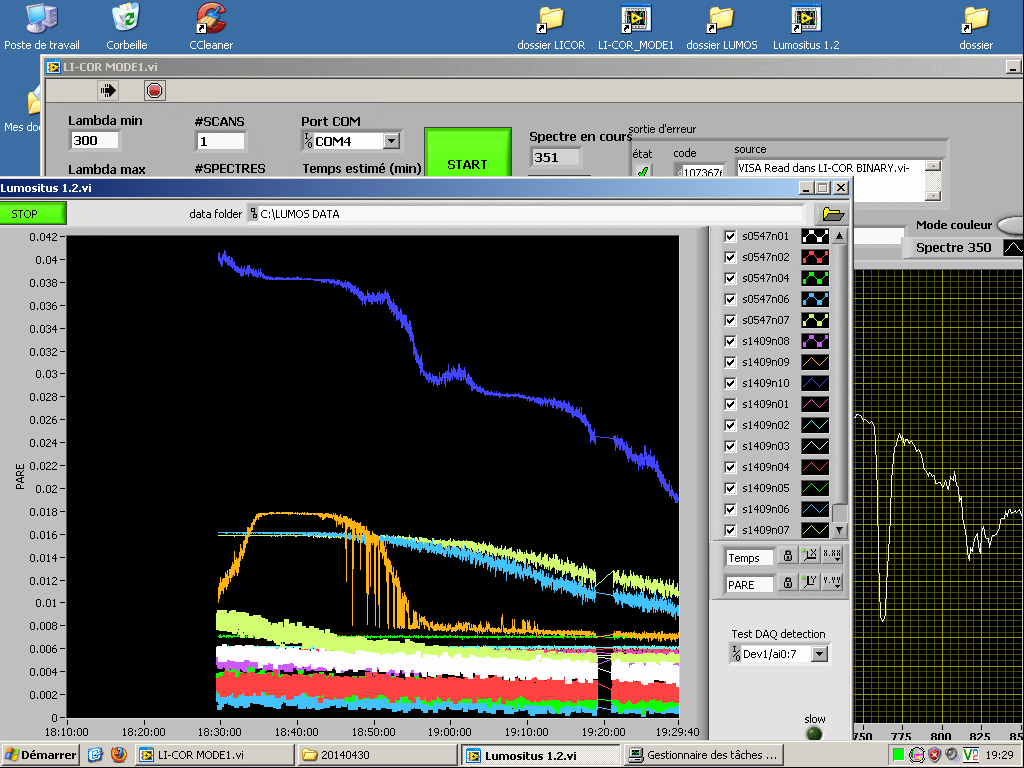 Poste de travail
Corbeille
CCleaner
dossier LICOR
LI-COR_MODE1
dossier LUMOS
Lumositus 1.2
dossier
Mes do
LI-COR MODE1.vi
Lambda min
300
Lambda max
#SCANS
1
#SPECTRES
Port COM
COM4
Temps estimé (min)
START
Spectre en cours
351
sortie d'erreur
état
code
107367
source
VISA Read dans LI-COR BINARY.vi-
Mode couleur
Spectre 350
Lumositus 1.2.vi
STOP
data folder
C:\LUMOS DATA
PARE
0.042
0.04
0.038
0.036
0.034
0.032
0.03
0.028
0.026
0.024
0.022
0.02
0.018
0.016
0.014
0.012
0.01
0.008
0.006
0.004
0.002
0
18:10:00
18:20:00
18:30:00
18:40:00
18:50:00
19:00:00
19:10:00
19:20:00
19:29:40
s0547n01
s0547n02
s0547n04
s0547n06
s0547n07
s1409n08
s1409n09
s1409n10
s1409n01
s1409n02
s1409n03
s1409n04
s1409n05
s1409n06
s1409n07
Temps
PARE
Test DAQ detection
Dev1/ai0:7
slow
750
775
800
825
85
Démarrer
LI-COR MODE1.vi
20140430
Lumositus 1.2.vi
Gestionnaire des tâches ...
V2
19:29